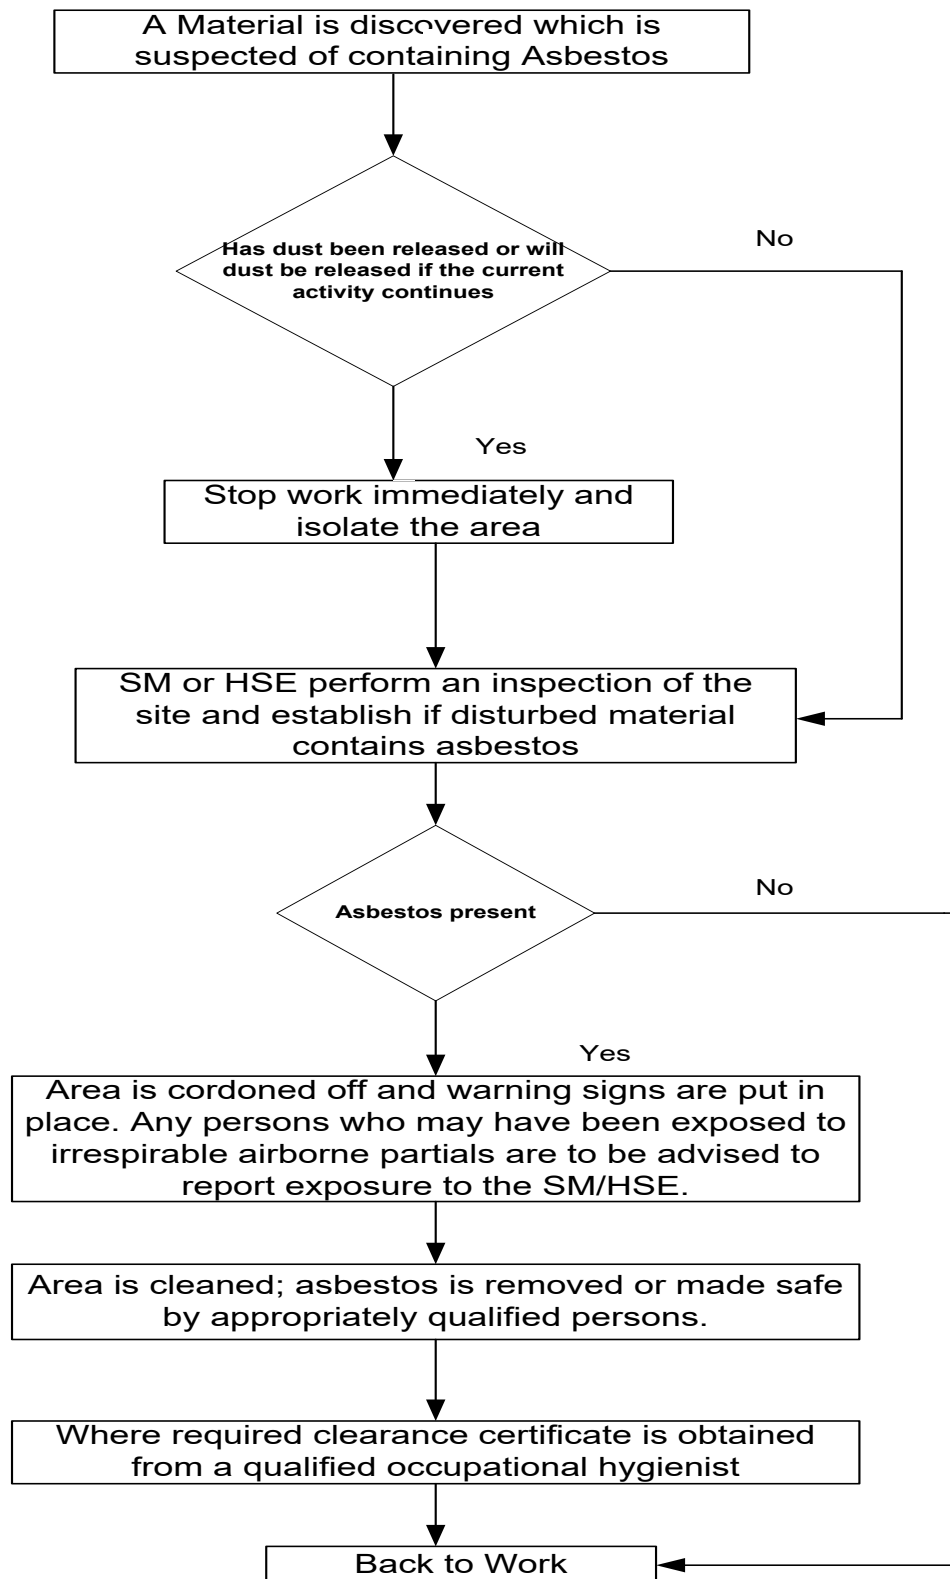 A Material is discovered which is
suspected of containing Asbestos
Has dust been released or will
dust be released if the current
activity continues
No
Yes
Stop work immediately and
isolate the area
SM or HSE perform an inspection of the
site and establish if disturbed material
contains asbestos
Asbestos present
No
Yes
Area is cordoned off and warning signs are put in
place. Any persons who may have been exposed to
irrespirable airborne partials are to be advised to
report exposure to the SM/HSE.
Area is cleaned; asbestos is removed or made safe
by appropriately qualified persons.
Where required clearance certificate is obtained
from a qualified occupational hygienist
Back to Work